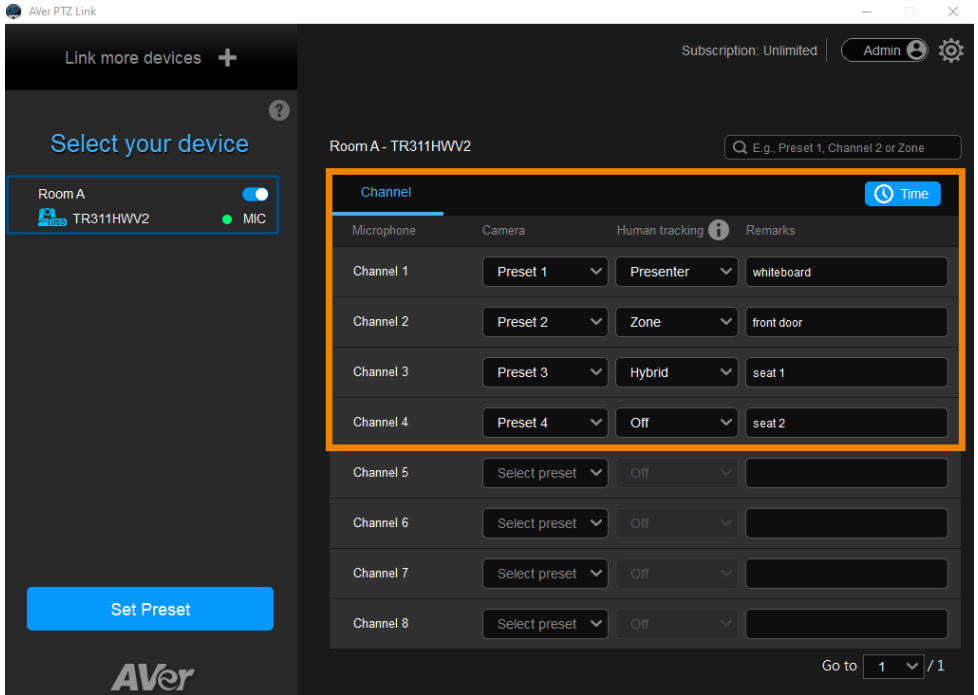 AVer PTZ Link
Link more devices +
Subscription: Unlimited
Admin
?
Select your device
Room A
TR311HWV2 MIC
USB
Room A - TR311HWV2
E.g., Preset 1, Channel 2 or Zone
Channel
Time
Microphone Camera Human tracking i Remarks
Channel 1 Preset 1 Presenter whiteboard
Channel 2 Preset 2 Zone front door
Channel 3 Preset 3 Hybrid seat 1
Channel 4 Preset 4 Off seat 2
Channel 5 Select preset Off
Channel 6 Select preset Off
Channel 7 Select preset Off
Channel 8 Select preset Off
Set Preset
AVer
Go to 1 / 1